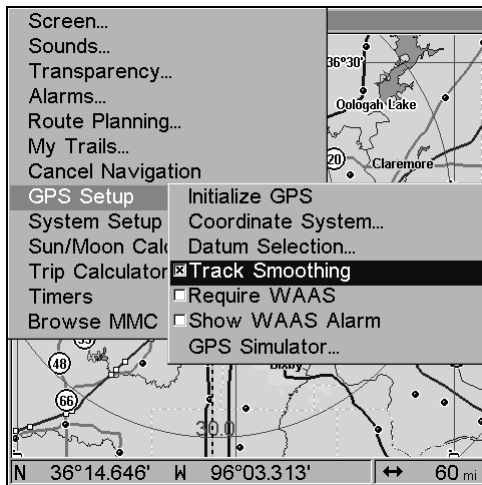 Screen...
Sounds...
Transparency...
Alarms...
Route Planning...
My Trails...
Cancel Navigation
GPS Setup
System Setup
Sun/Moon Calc
Trip Calculator
Timers
Browse MMC
Initialize GPS
Coordinate System...
Datum Selection...
Track Smoothing
Require WAAS
Show WAAS Alarm
GPS Simulator...
36°30'
Oologah Lake
20
Claremore
48
66
Bixby
30.0
N 36°14.646' W 96°03.313' ↔ 60 mi